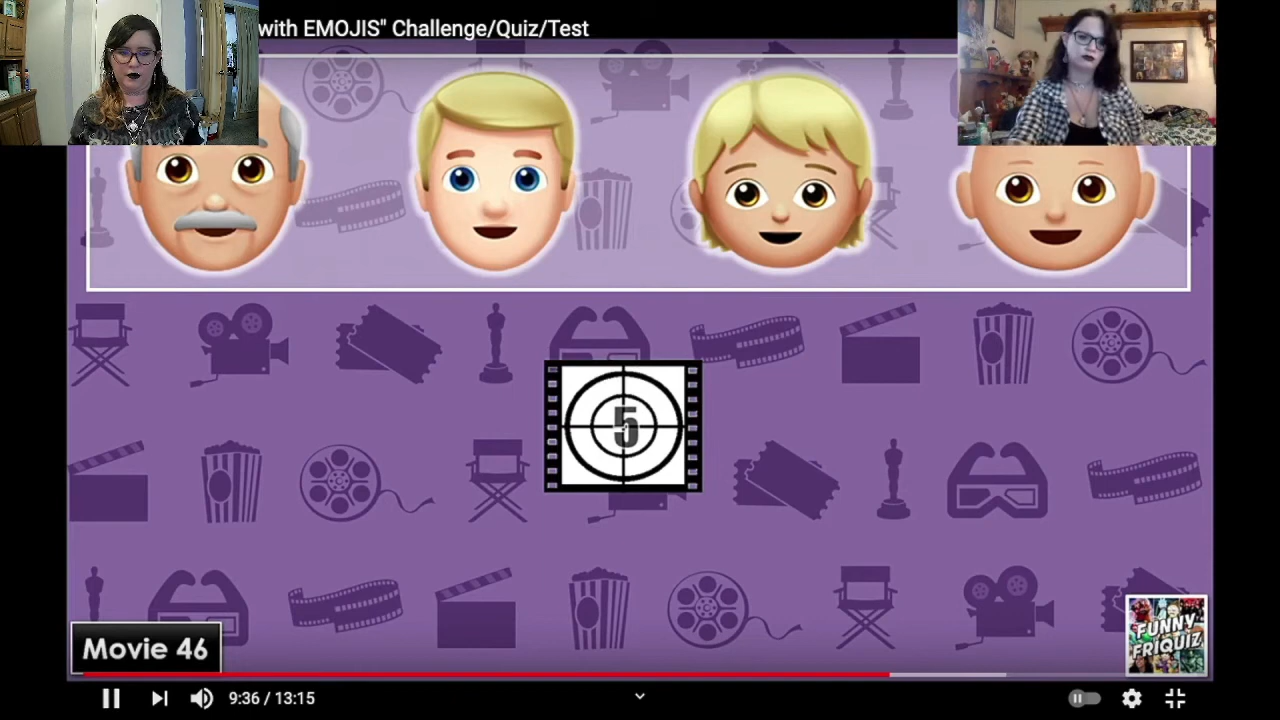 with EMOJIS" Challenge/Quiz/Test
5
Movie 46
FUNNY
FRIQUIZ
9:36 / 13:15